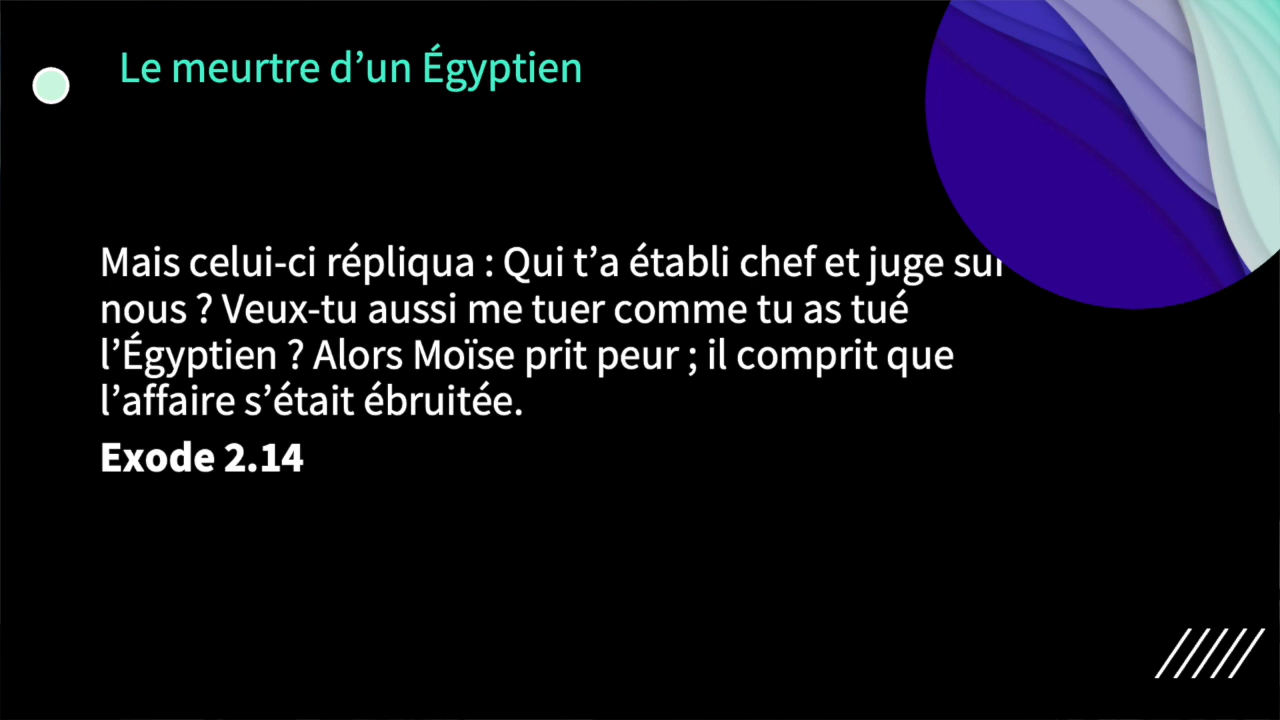 Le meurtre d’un Égyptien
Mais celui-ci répliqua : Qui t’a établi chef et juge sur
nous ? Veux-tu aussi me tuer comme tu as tué
l’Égyptien ? Alors Moïse prit peur ; il comprit que
l’affaire s’était ébruitée.
Exode 2.14